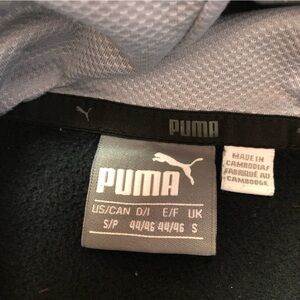 PUMA
PUMA
US/CAN D/I E/F UK
S/P 44/46 44/46 S
MADE IN
CAMBODIA/
FABRIQUÉ AU
CAMBODGE